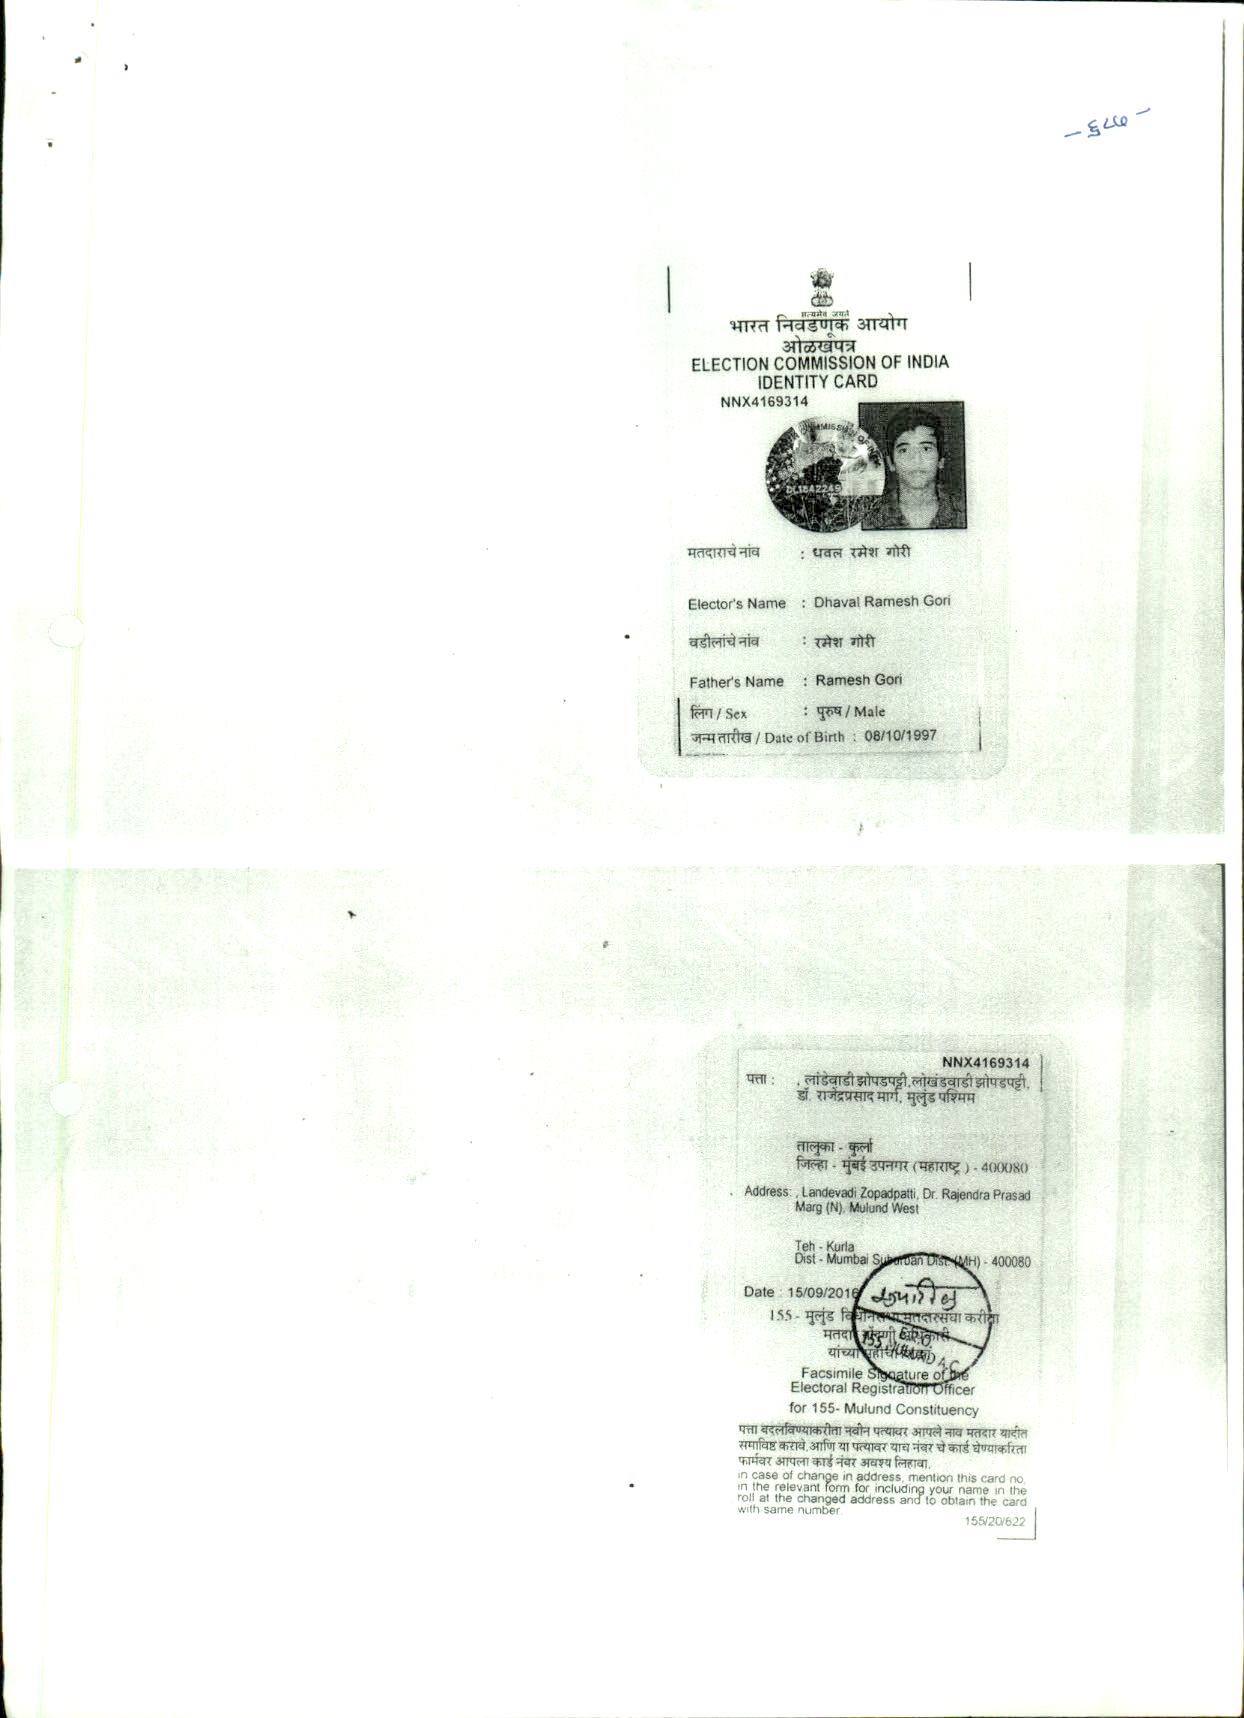 - ६८७ -
सत्यमेव जयते
भारत निवडणूक आयोग
ओळखपत्र
ELECTION COMMISSION OF INDIA
IDENTITY CARD
NNX4169314
मतदाराचे नांव : धवल रमेश गोरी
Elector's Name : Dhaval Ramesh Gori
वडीलांचे नांव : रमेश गोरी
Father's Name : Ramesh Gori
लिंग / Sex : पुरुष / Male
जन्म तारीख / Date of Birth : 08/10/1997
NNX4169314
पत्ता : , लांडेवाडी झोपडपट्टी,लोखंडवाडी झोपडपट्टी,
डॉ. राजेंद्रप्रसाद मार्ग, मुलुंड पश्मिम
तालुका - कुर्ला
जिल्हा - मुंबई उपनगर (महाराष्ट्र ) - 400080
Address: , Landevadi Zopadpatti, Dr. Rajendra Prasad
Marg (N), Mulund West
Teh - Kurla
Dist - Mumbai Suburban Dist. (MH) - 400080
Date : 15/09/2016
155 - मुलुंड विधानसभा मतदारसंघा करीता
मतदार नोंदणी अधिकारी
यांच्या
Facsimile Signature of the
Electoral Registration Officer
for 155- Mulund Constituency
पत्ता बदलविण्याकरीता नवीन पत्यावर आपले नाव मतदार यादीत
समाविष्ट करावे,आणि या पत्यावर याच नंबर चे कार्ड घेण्याकरिता
फार्मवर आपला कार्ड नंबर अवश्य लिहावा.
In case of change in address, mention this card no.
in the relevant form for including your name in the
roll at the changed address and to obtain the card
with same number.
155/20/622